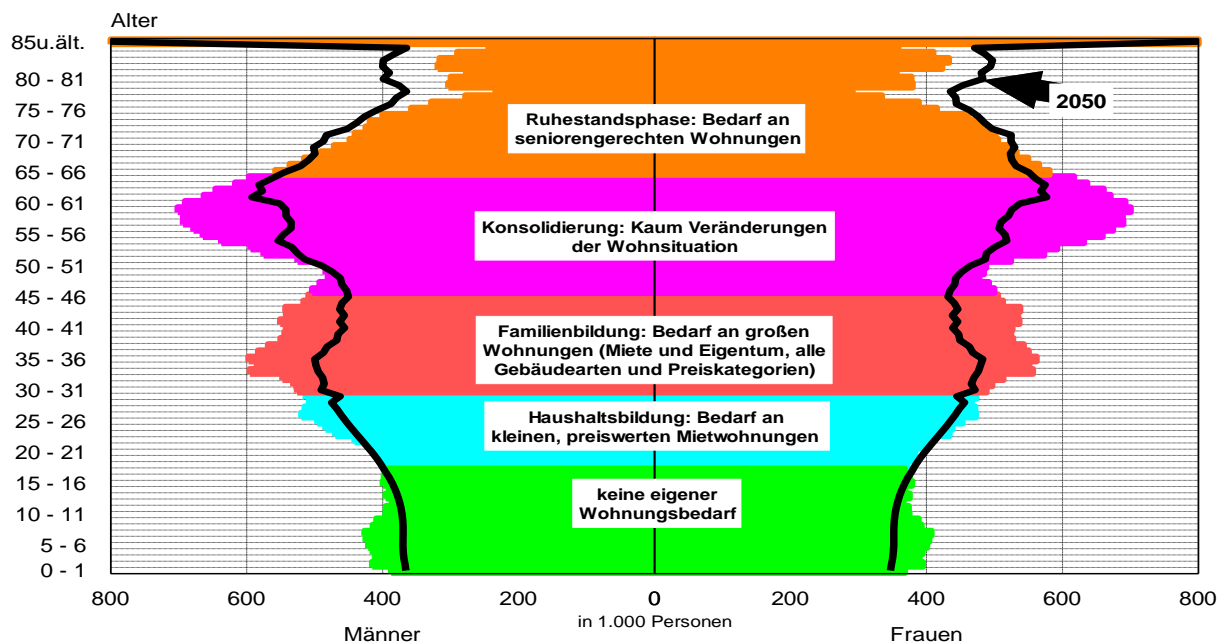 Alter
85u.ält.
80 - 81
75 - 76
70 - 71
65 - 66
60 - 61
55 - 56
50 - 51
45 - 46
40 - 41
35 - 36
30 - 31
25 - 26
20 - 21
15 - 16
10 - 11
5 - 6
0 - 1
2050
Ruhestandsphase: Bedarf an
seniorengerechten Wohnungen
Konsolidierung: Kaum Veränderungen
der Wohnsituation
Familienbildung: Bedarf an großen
Wohnungen (Miete und Eigentum, alle
Gebäudearten und Preiskategorien)
Haushaltsbildung: Bedarf an
kleinen, preiswerten Mietwohnungen
keine eigener
Wohnungsbedarf
800 600 400 200 0 200 400 600 800
in 1.000 Personen
Männer Frauen